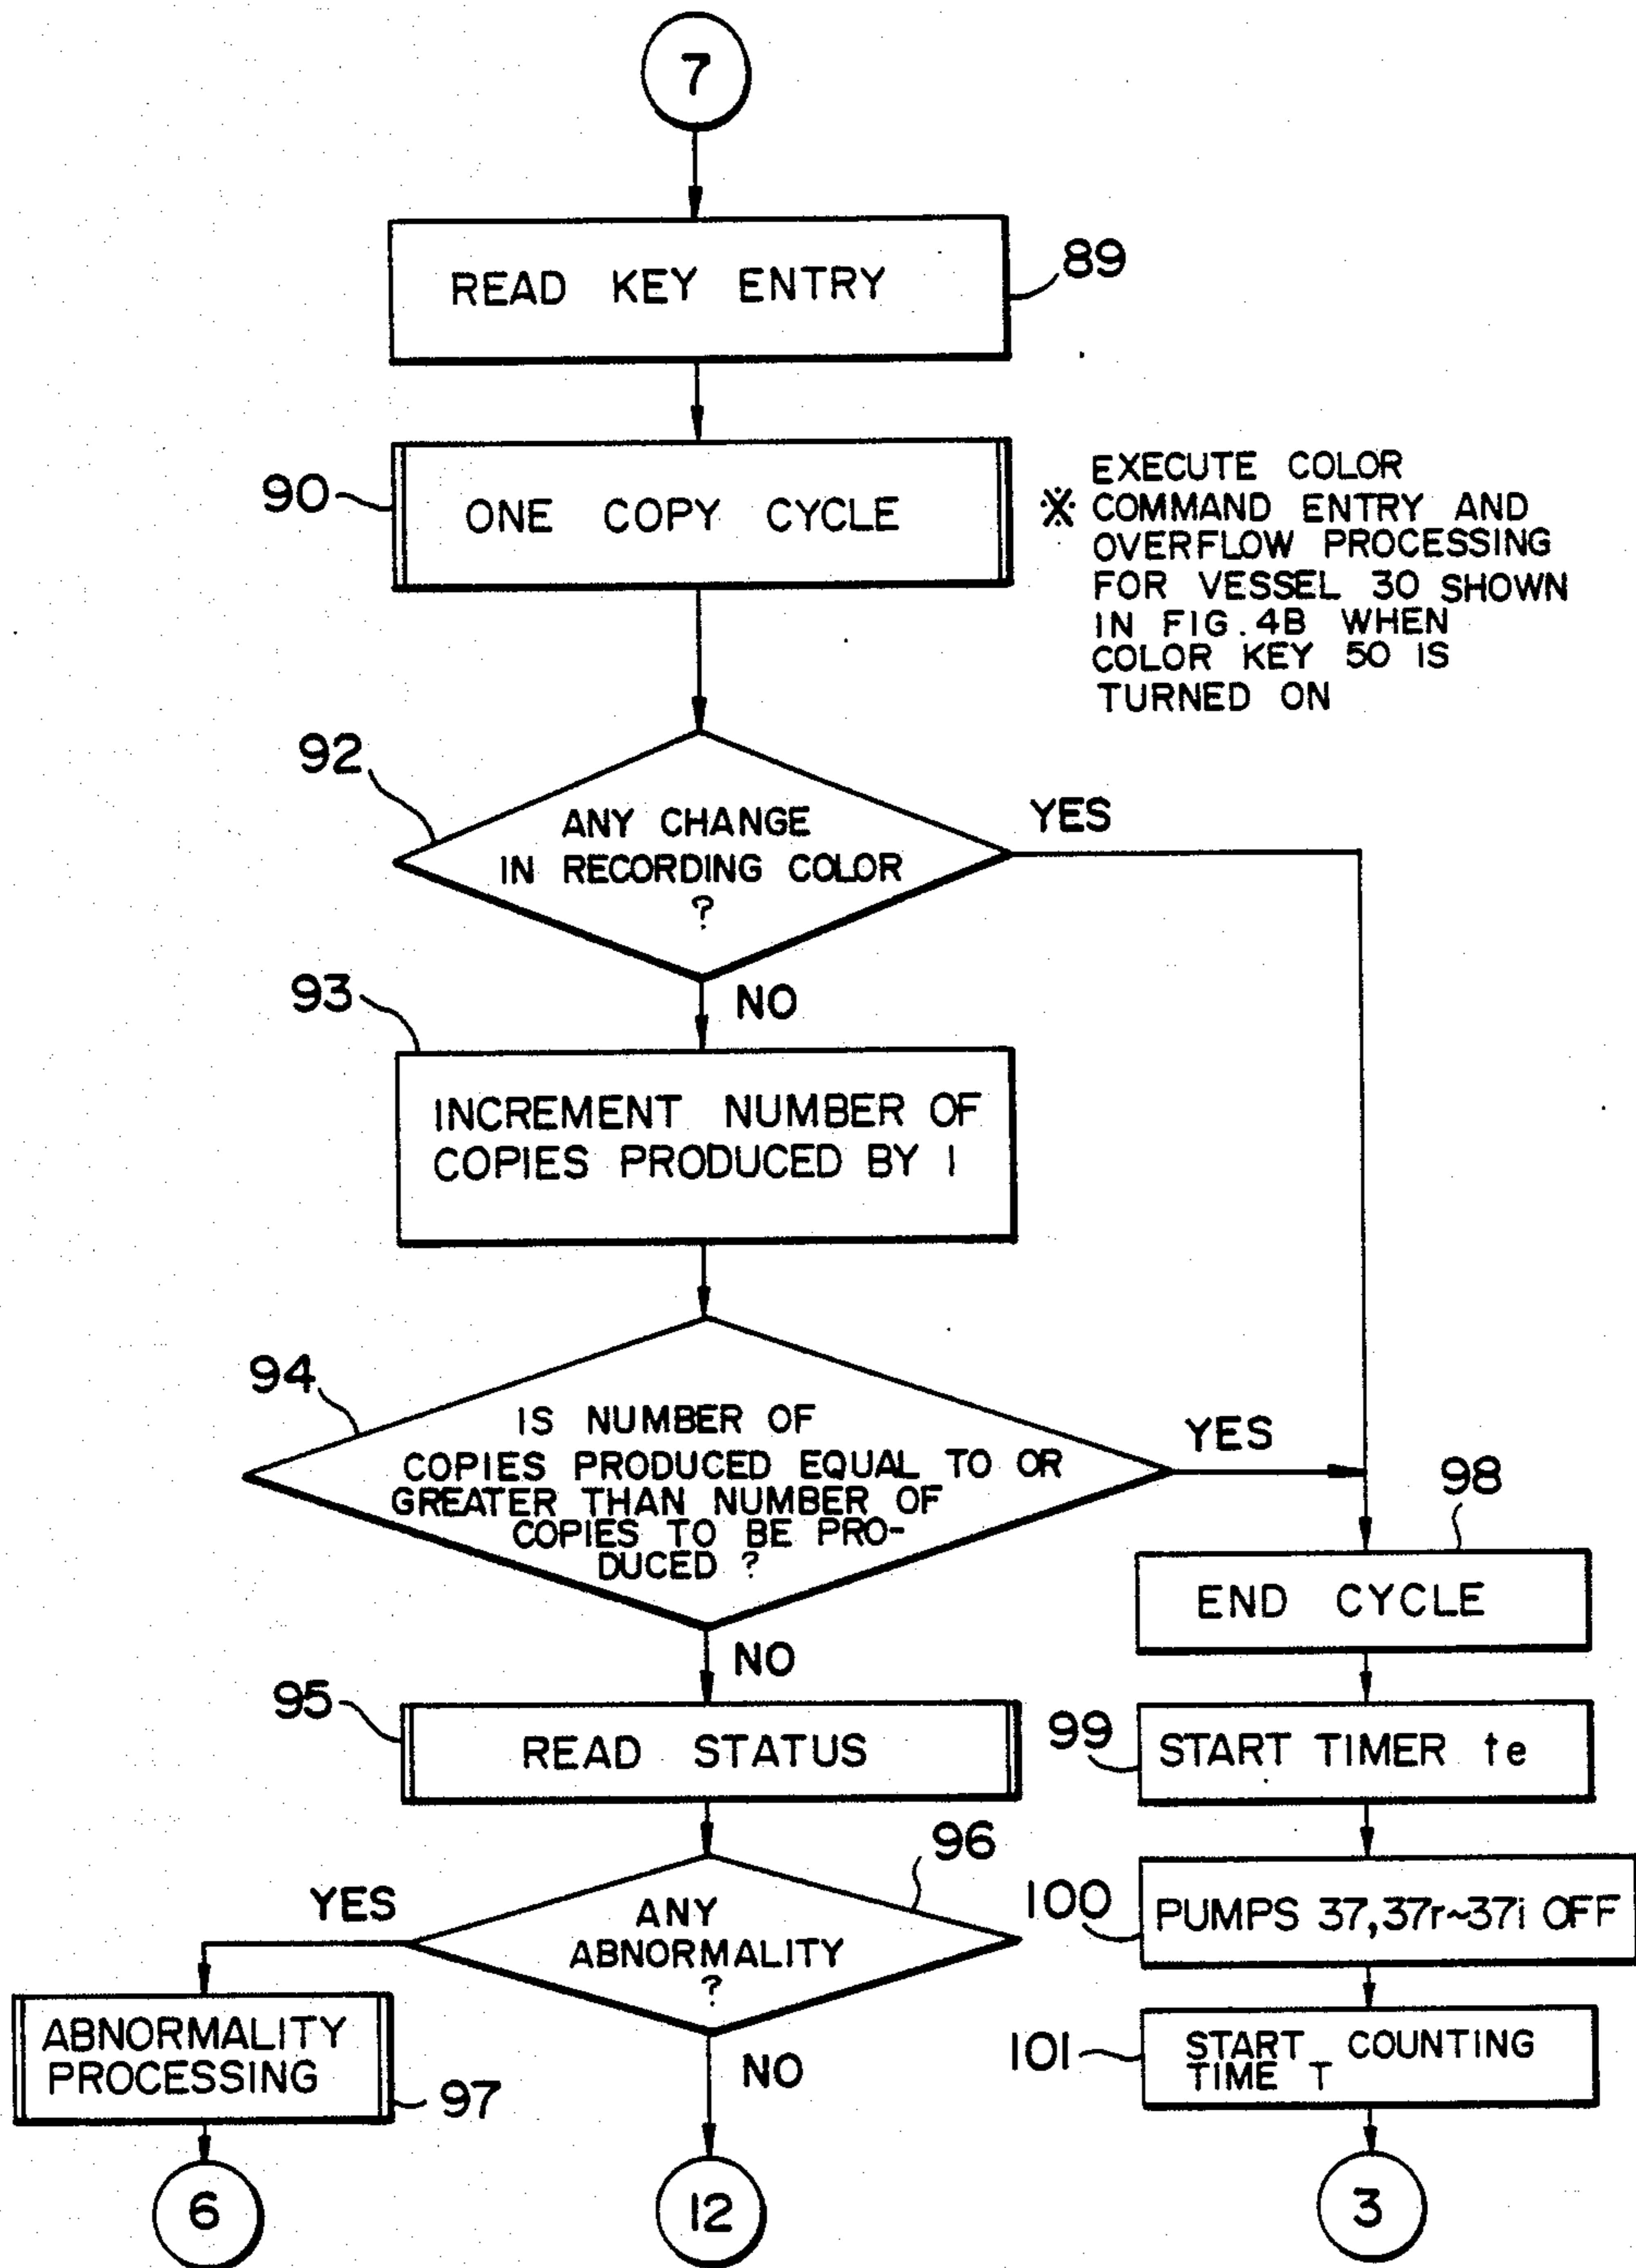 7
READ KEY ENTRY
89
90
ONE COPY CYCLE
EXECUTE COLOR
※ COMMAND ENTRY AND
OVERFLOW PROCESSING
FOR VESSEL 30 SHOWN
IN FIG.4B WHEN
COLOR KEY 50 IS
TURNED ON
92
ANY CHANGE
IN RECORDING COLOR
?
YES
NO
93
INCREMENT NUMBER OF
COPIES PRODUCED BY 1
94
IS NUMBER OF
COPIES PRODUCED EQUAL TO OR
GREATER THAN NUMBER OF
COPIES TO BE PRO-
DUCED ?
YES
NO
98
END CYCLE
95
READ STATUS
99
START TIMER te
96
ANY
ABNORMALITY
?
YES
NO
100
PUMPS 37,37r~37i OFF
ABNORMALITY
PROCESSING
97
101
START COUNTING
TIME T
6
12
3